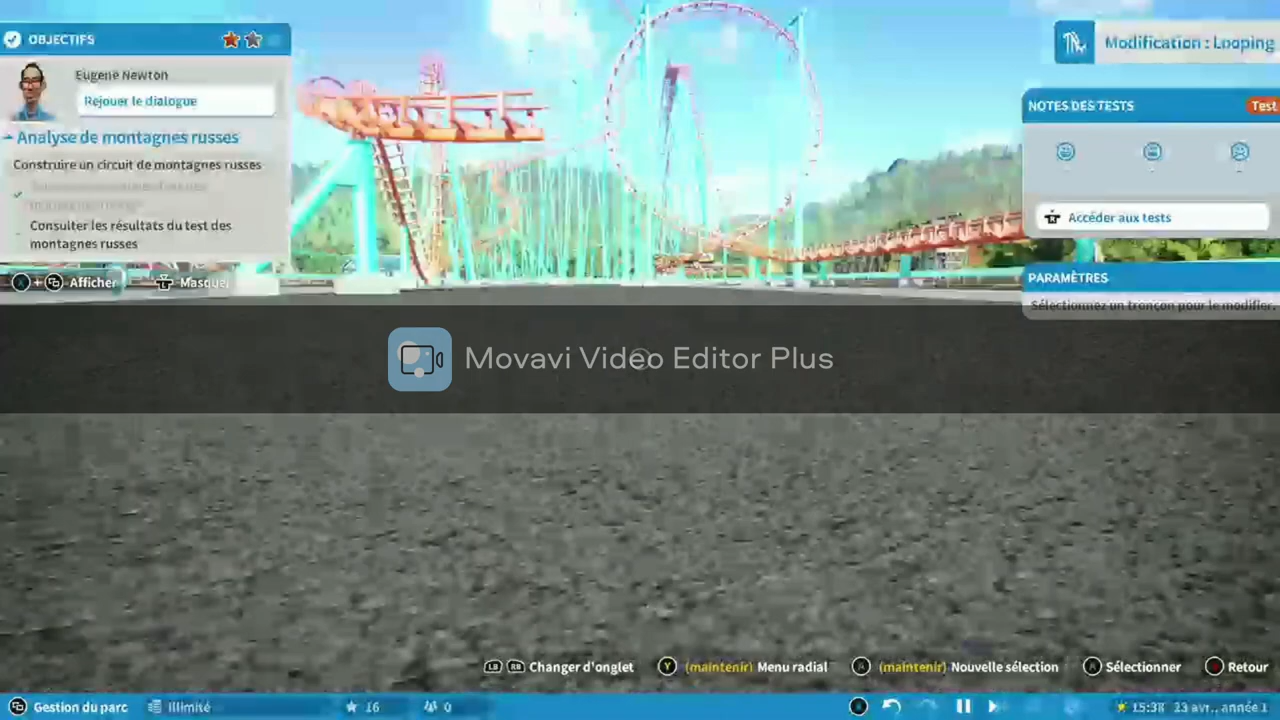 OBJECTIFS
Eugene Newton
Rejouer le dialogue
Analyse de montagnes russes
Construire un circuit de montagnes russes
Consulter les résultats du test des
montagnes russes
Afficher
Masquer
Modification : Looping
NOTES DES TESTS
Test
Accéder aux tests
PARAMÈTRES
Sélectionnez un tronçon pour le modifier.
Movavi Video Editor Plus
LB RB Changer d'onglet
Y (maintenir) Menu radial
(maintenir) Nouvelle sélection
A Sélectionner
Retour
Gestion du parc
Illimité
16
0
15:38 23 avr., année 1